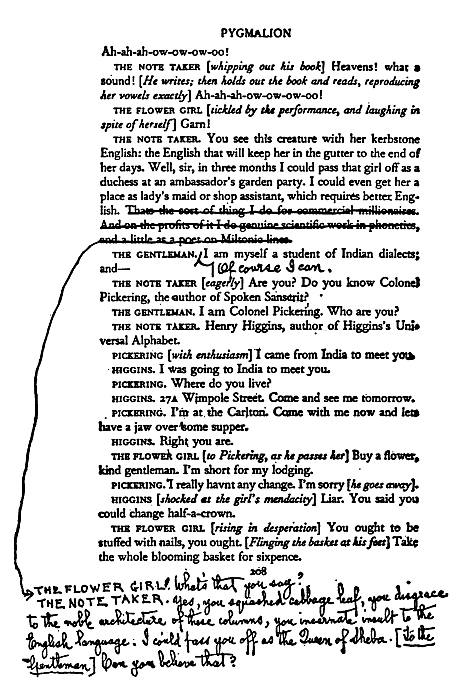 PYGMALION
Ah-ah-ah-ow-ow-ow-oo!
THE NOTE TAKER [whipping out his book] Heavens! what a
sound! [He writes; then holds out the book and reads, reproducing
her vowels exactly] Ah-ah-ah-ow-ow-ow-oo!
THE FLOWER GIRL [tickled by the performance, and laughing in
spite of herself] Garn!
THE NOTE TAKER. You see this creature with her kerbstone
English: the English that will keep her in the gutter to the end of
her days. Well, sir, in three months I could pass that girl off as a
duchess at an ambassador's garden party. I could even get her a
place as lady's maid or shop assistant, which requires better Eng-
lish. Thats the sort of thing I do for commercial millionaires.
And on the profits of it I do genuine scientific work in phonetics,
and a little as a poet on Miltonic lines.
THE GENTLEMAN. I am myself a student of Indian dialects;
and— Of course I can.
THE NOTE TAKER [eagerly] Are you? Do you know Colonel
Pickering, the author of Spoken Sanscrit?
THE GENTLEMAN. I am Colonel Pickering. Who are you?
THE NOTE TAKER. Henry Higgins, author of Higgins's Uni-
versal Alphabet.
PICKERING [with enthusiasm] I came from India to meet you.
HIGGINS. I was going to India to meet you.
PICKERING. Where do you live?
HIGGINS. 27A Wimpole Street. Come and see me tomorrow.
PICKERING. I'm at the Carlton. Come with me now and lets
have a jaw over some supper.
HIGGINS. Right you are.
THE FLOWER GIRL [to Pickering, as he passes her] Buy a flower,
kind gentleman. I'm short for my lodging.
PICKERING. I really havnt any change. I'm sorry [he goes away].
HIGGINS [shocked at the girl's mendacity] Liar. You said you
could change half-a-crown.
THE FLOWER GIRL [rising in desperation] You ought to be
stuffed with nails, you ought. [Flinging the basket at his feet] Take
the whole blooming basket for sixpence.
208
THE FLOWER GIRL. Whats that you say?
THE NOTE TAKER. Yes, you squashed cabbage leaf, you disgrace
to the noble architecture of these columns, you incarnate insult to the
English language: I could pass you off as the Queen of Sheba. [to the
Gentleman] Can you believe that?